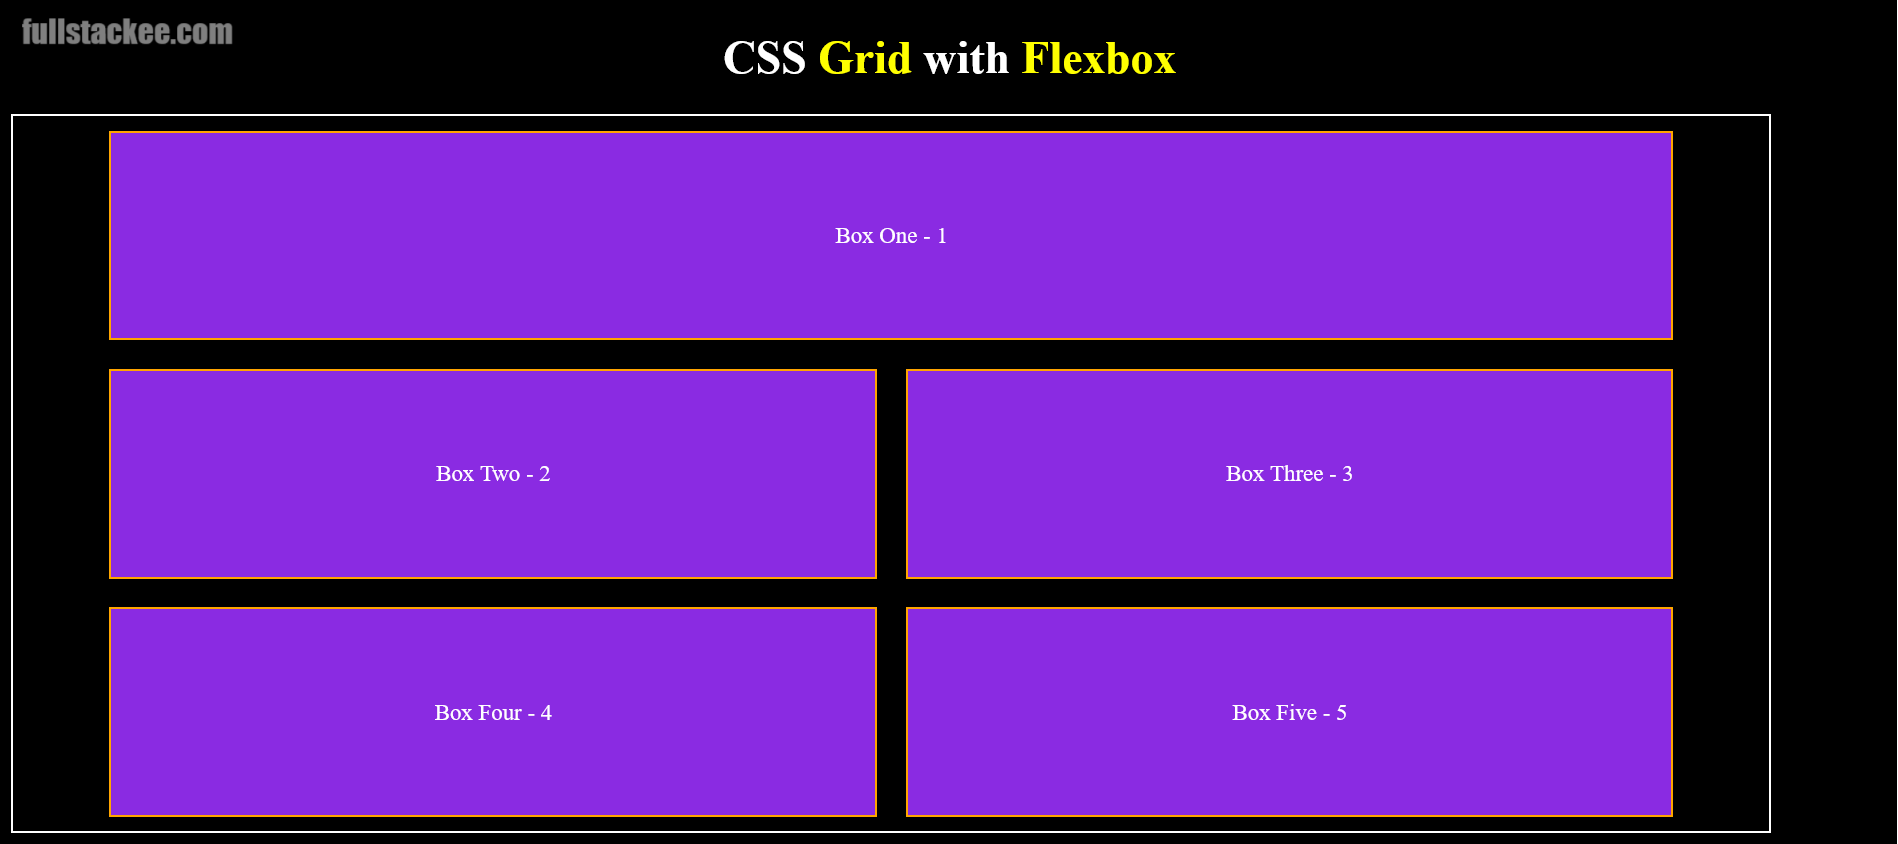 fullstackee.com
CSS Grid with Flexbox
Box One - 1
Box Two - 2
Box Three - 3
Box Four - 4
Box Five - 5